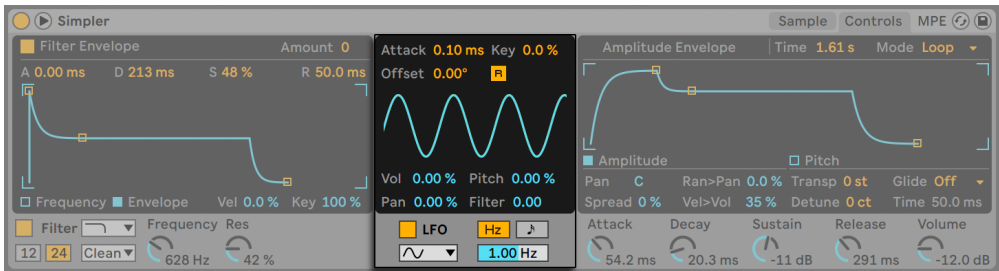 Simpler Sample Controls MPE
Filter Envelope Amount 0
A 0.00 ms D 213 ms S 48 % R 50.0 ms
Frequency Envelope Vel 0.0 % Key 100 %
Filter Frequency Res
12 24 Clean 628 Hz 42 %
Attack 0.10 ms Key 0.0 %
Offset 0.00° R
Vol 0.00 % Pitch 0.00 %
Pan 0.00 % Filter 0.00
LFO Hz ♪
1.00 Hz
Amplitude Envelope Time 1.61 s Mode Loop
Amplitude Pitch
Pan C Ran>Pan 0.0 % Transp 0 st Glide Off
Spread 0 % Vel>Vol 35 % Detune 0 ct Time 50.0 ms
Attack Decay Sustain Release Volume
54.2 ms 20.3 ms -11 dB 291 ms -12.0 dB